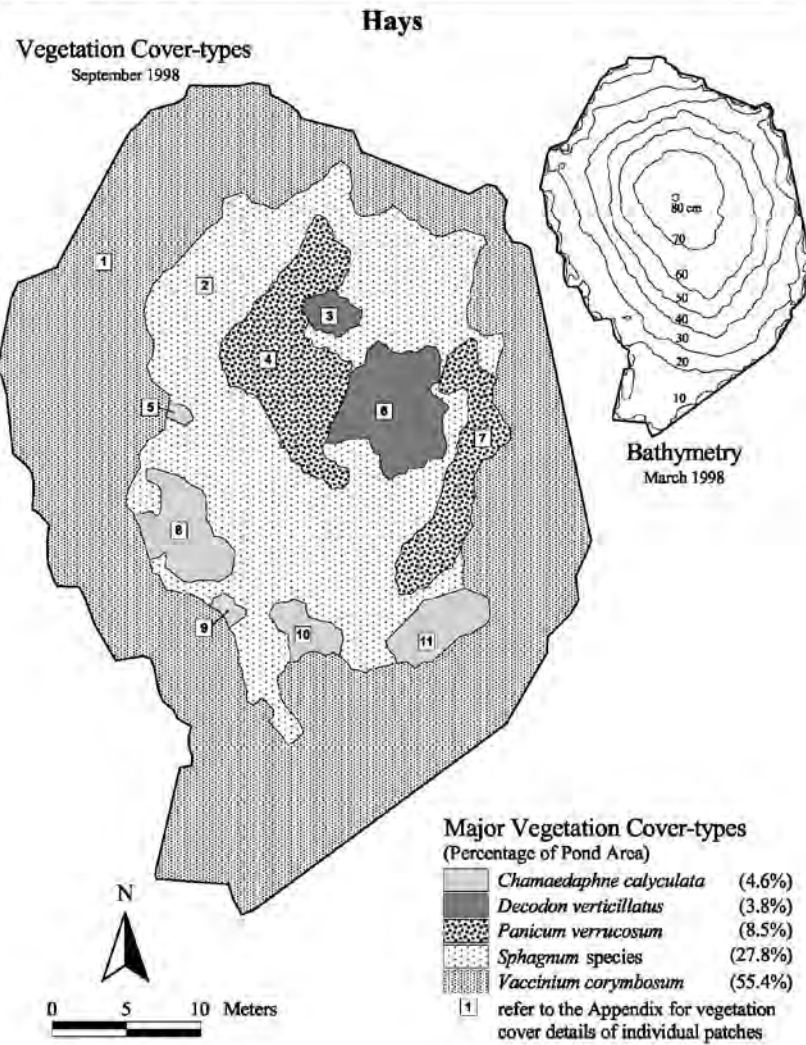 Hays
Vegetation Cover-types
September 1998
1
2
3
4
5
6
7
8
9
10
11
80 cm
70
60
50
40
30
20
10
Bathymetry
March 1998
Major Vegetation Cover-types
(Percentage of Pond Area)
Chamaedaphne calyculata (4.6%)
Decodon verticillatus (3.8%)
Panicum verrucosum (8.5%)
Sphagnum species (27.8%)
Vaccinium corymbosum (55.4%)
1 refer to the Appendix for vegetation
cover details of individual patches
N
0 5 10 Meters